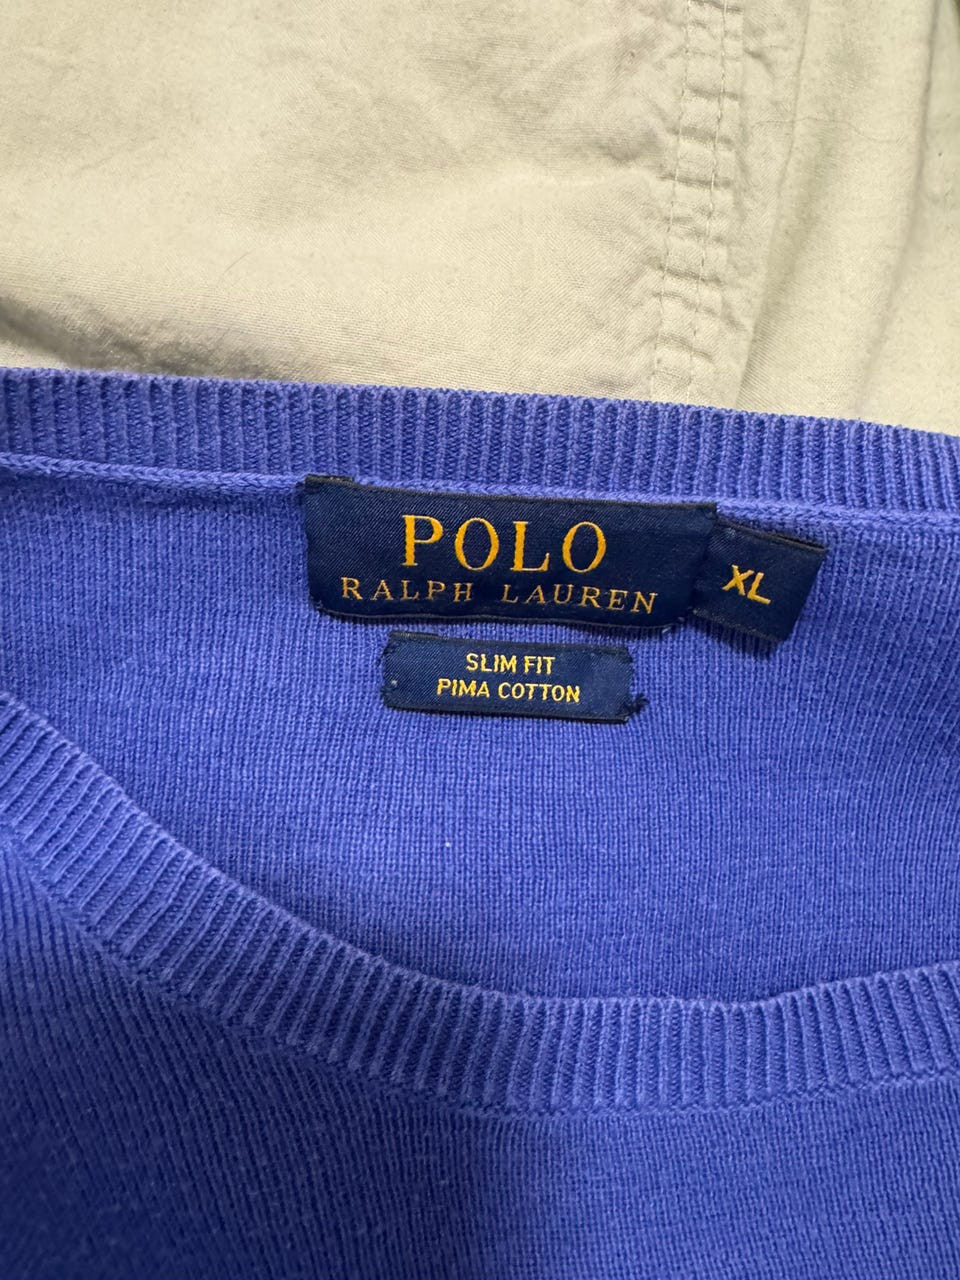 POLO
RALPH LAUREN
XL
SLIM FIT
PIMA COTTON